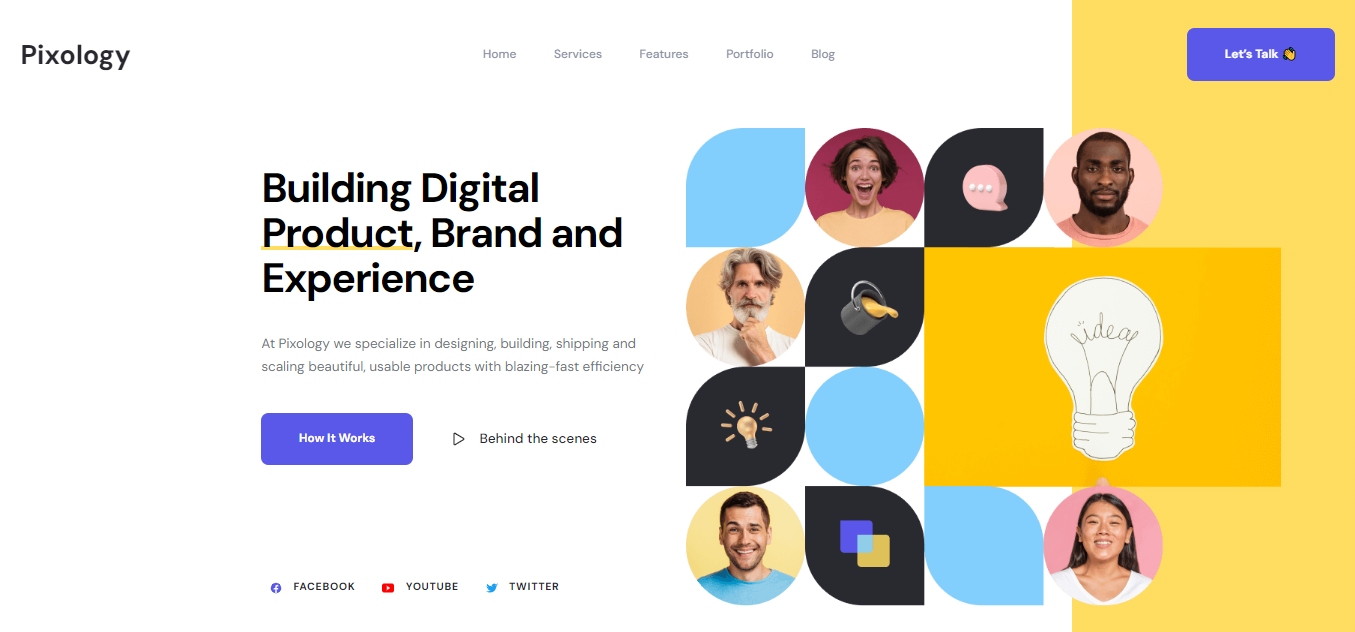 Pixology
Home Services Features Portfolio Blog
Let's Talk 👏
Building Digital
Product, Brand and
Experience
At Pixology we specialize in designing, building, shipping and
scaling beautiful, usable products with blazing-fast efficiency
How It Works
Behind the scenes
idea
FACEBOOK YOUTUBE TWITTER